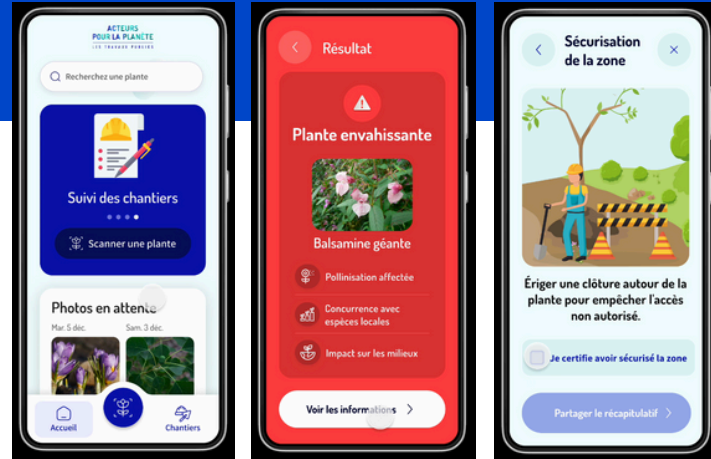 ACTEURS
POUR LA PLANÈTE
LES TRAVAUX PUBLICS
Recherchez une plante
Suivi des chantiers
Scanner une plante
Photos en attente
Mar. 5 déc.
Sam. 3 déc.
Accueil
Chantiers
Résultat
Plante envahissante
Balsamine géante
Pollinisation affectée
Concurrence avec
espèces locales
Impact sur les milieux
Voir les informations
Sécurisation
de la zone
Ériger une clôture autour de la
plante pour empêcher l'accès
non autorisé.
Je certifie avoir sécurisé la zone
Partager le récapitulatif